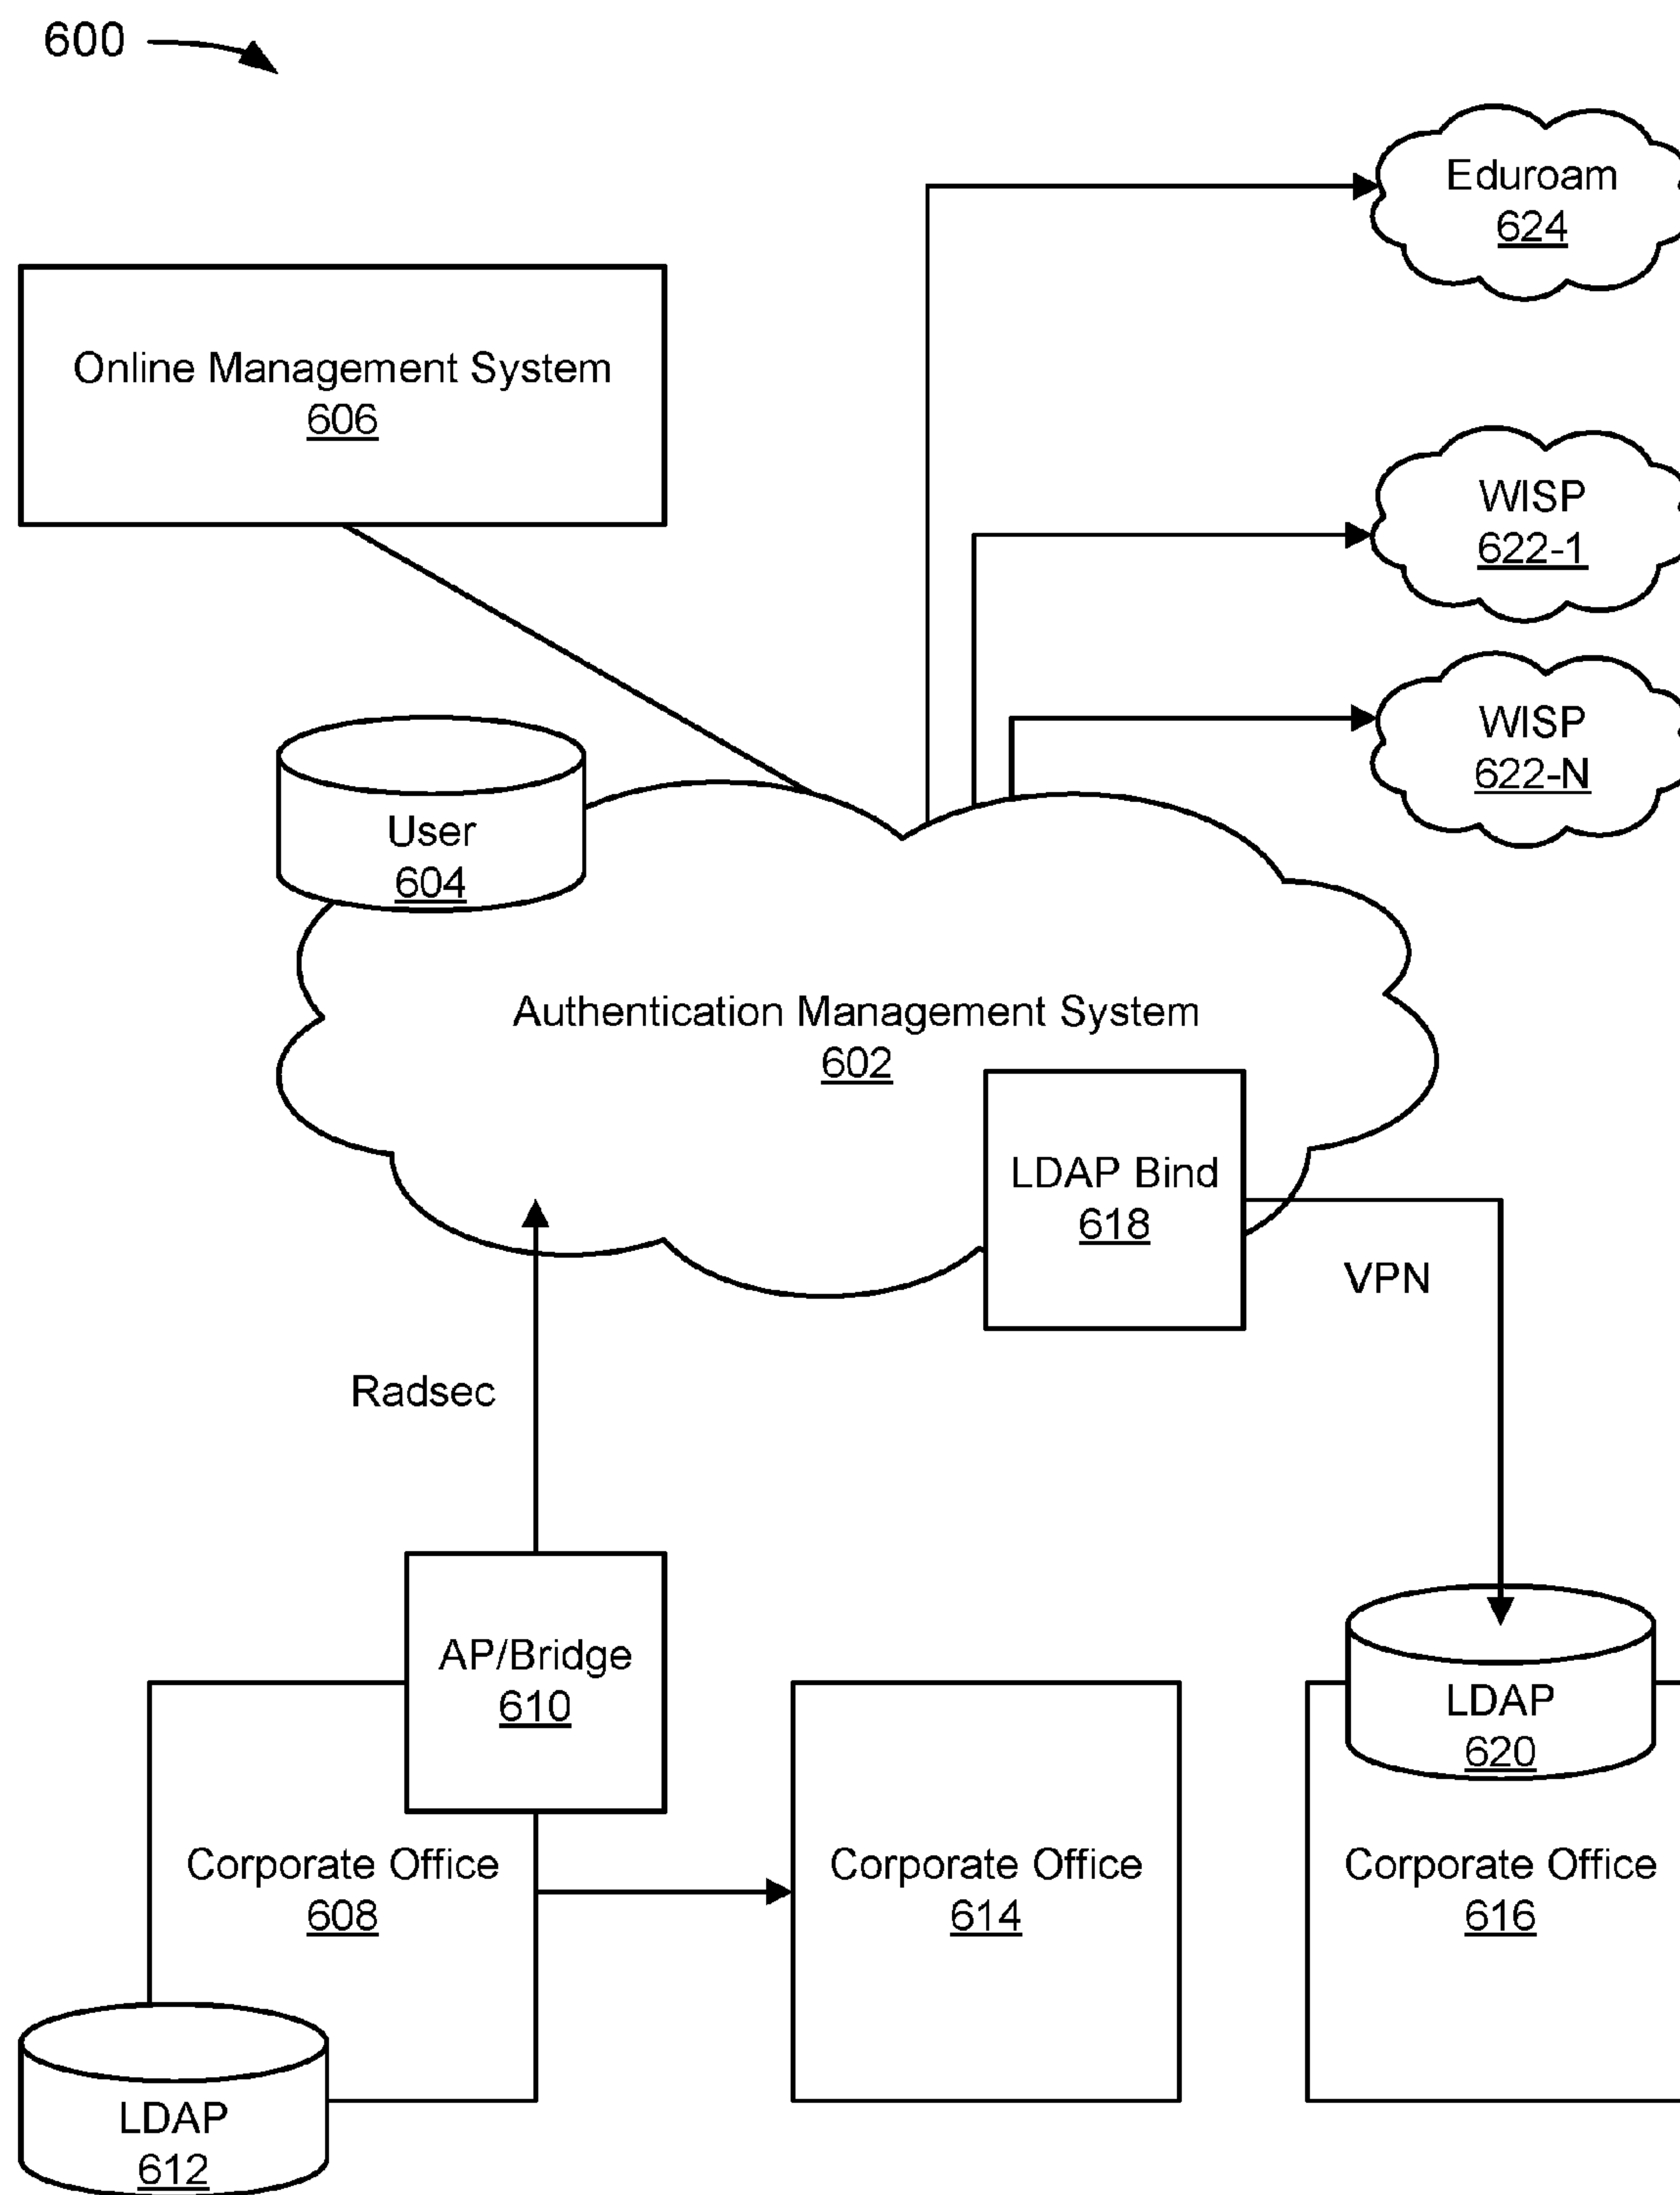 600
Eduroam
624
Online Management System
606
WISP
622-1
WISP
622-N
User
604
Authentication Management System
602
LDAP Bind
618
VPN
Radsec
AP/Bridge
610
LDAP
620
Corporate Office
608
Corporate Office
614
Corporate Office
616
LDAP
612